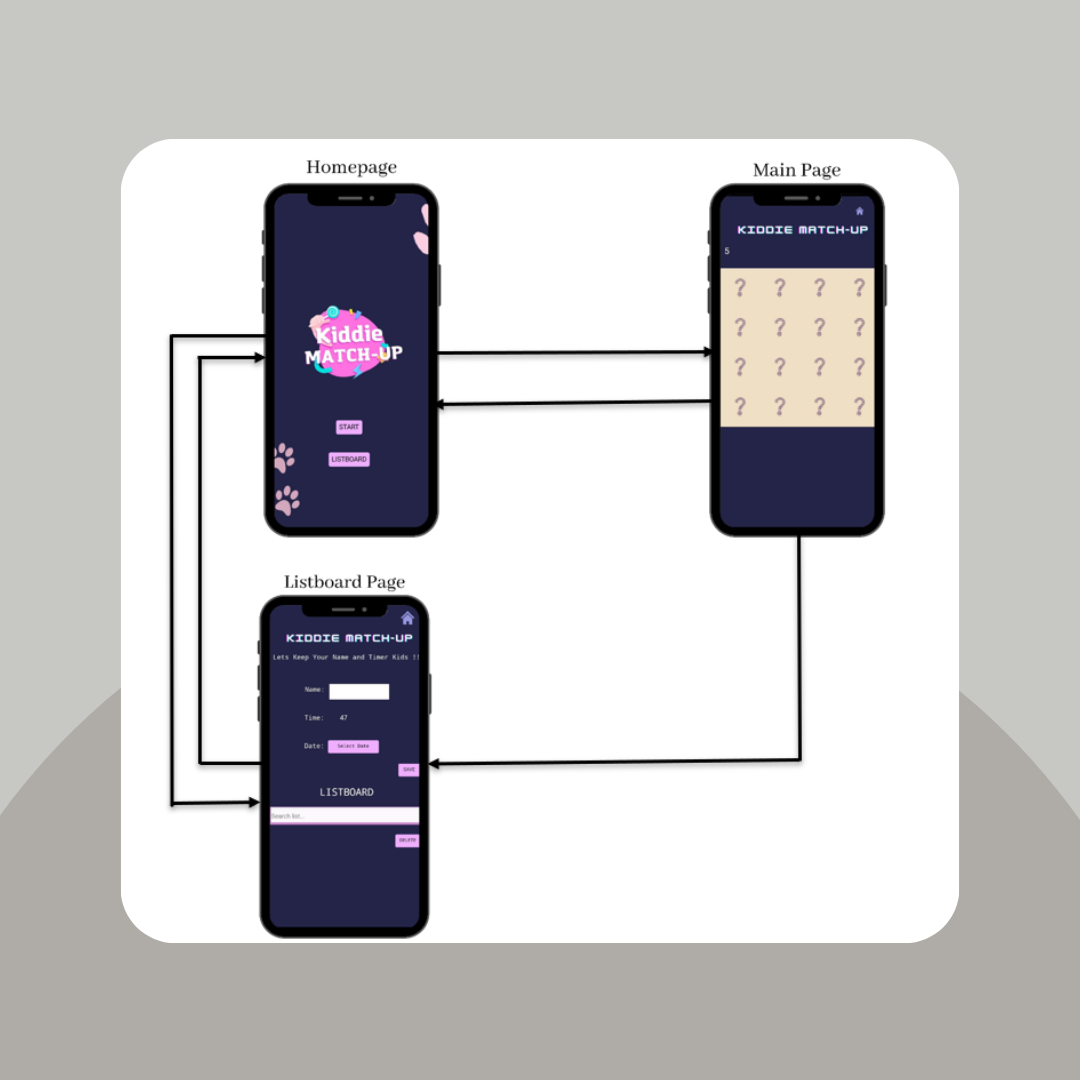 Homepage
Kiddie
MATCH-UP
START
LISTBOARD
Main Page
KIDDIE MATCH-UP
5
? ? ? ?
? ? ? ?
? ? ? ?
? ? ? ?
Listboard Page
KIDDIE MATCH-UP
Lets Keep Your Name and Timer Kids !!
Name:
Time: 47
Date: Select Date
SAVE
LISTBOARD
Search list...
DELETE